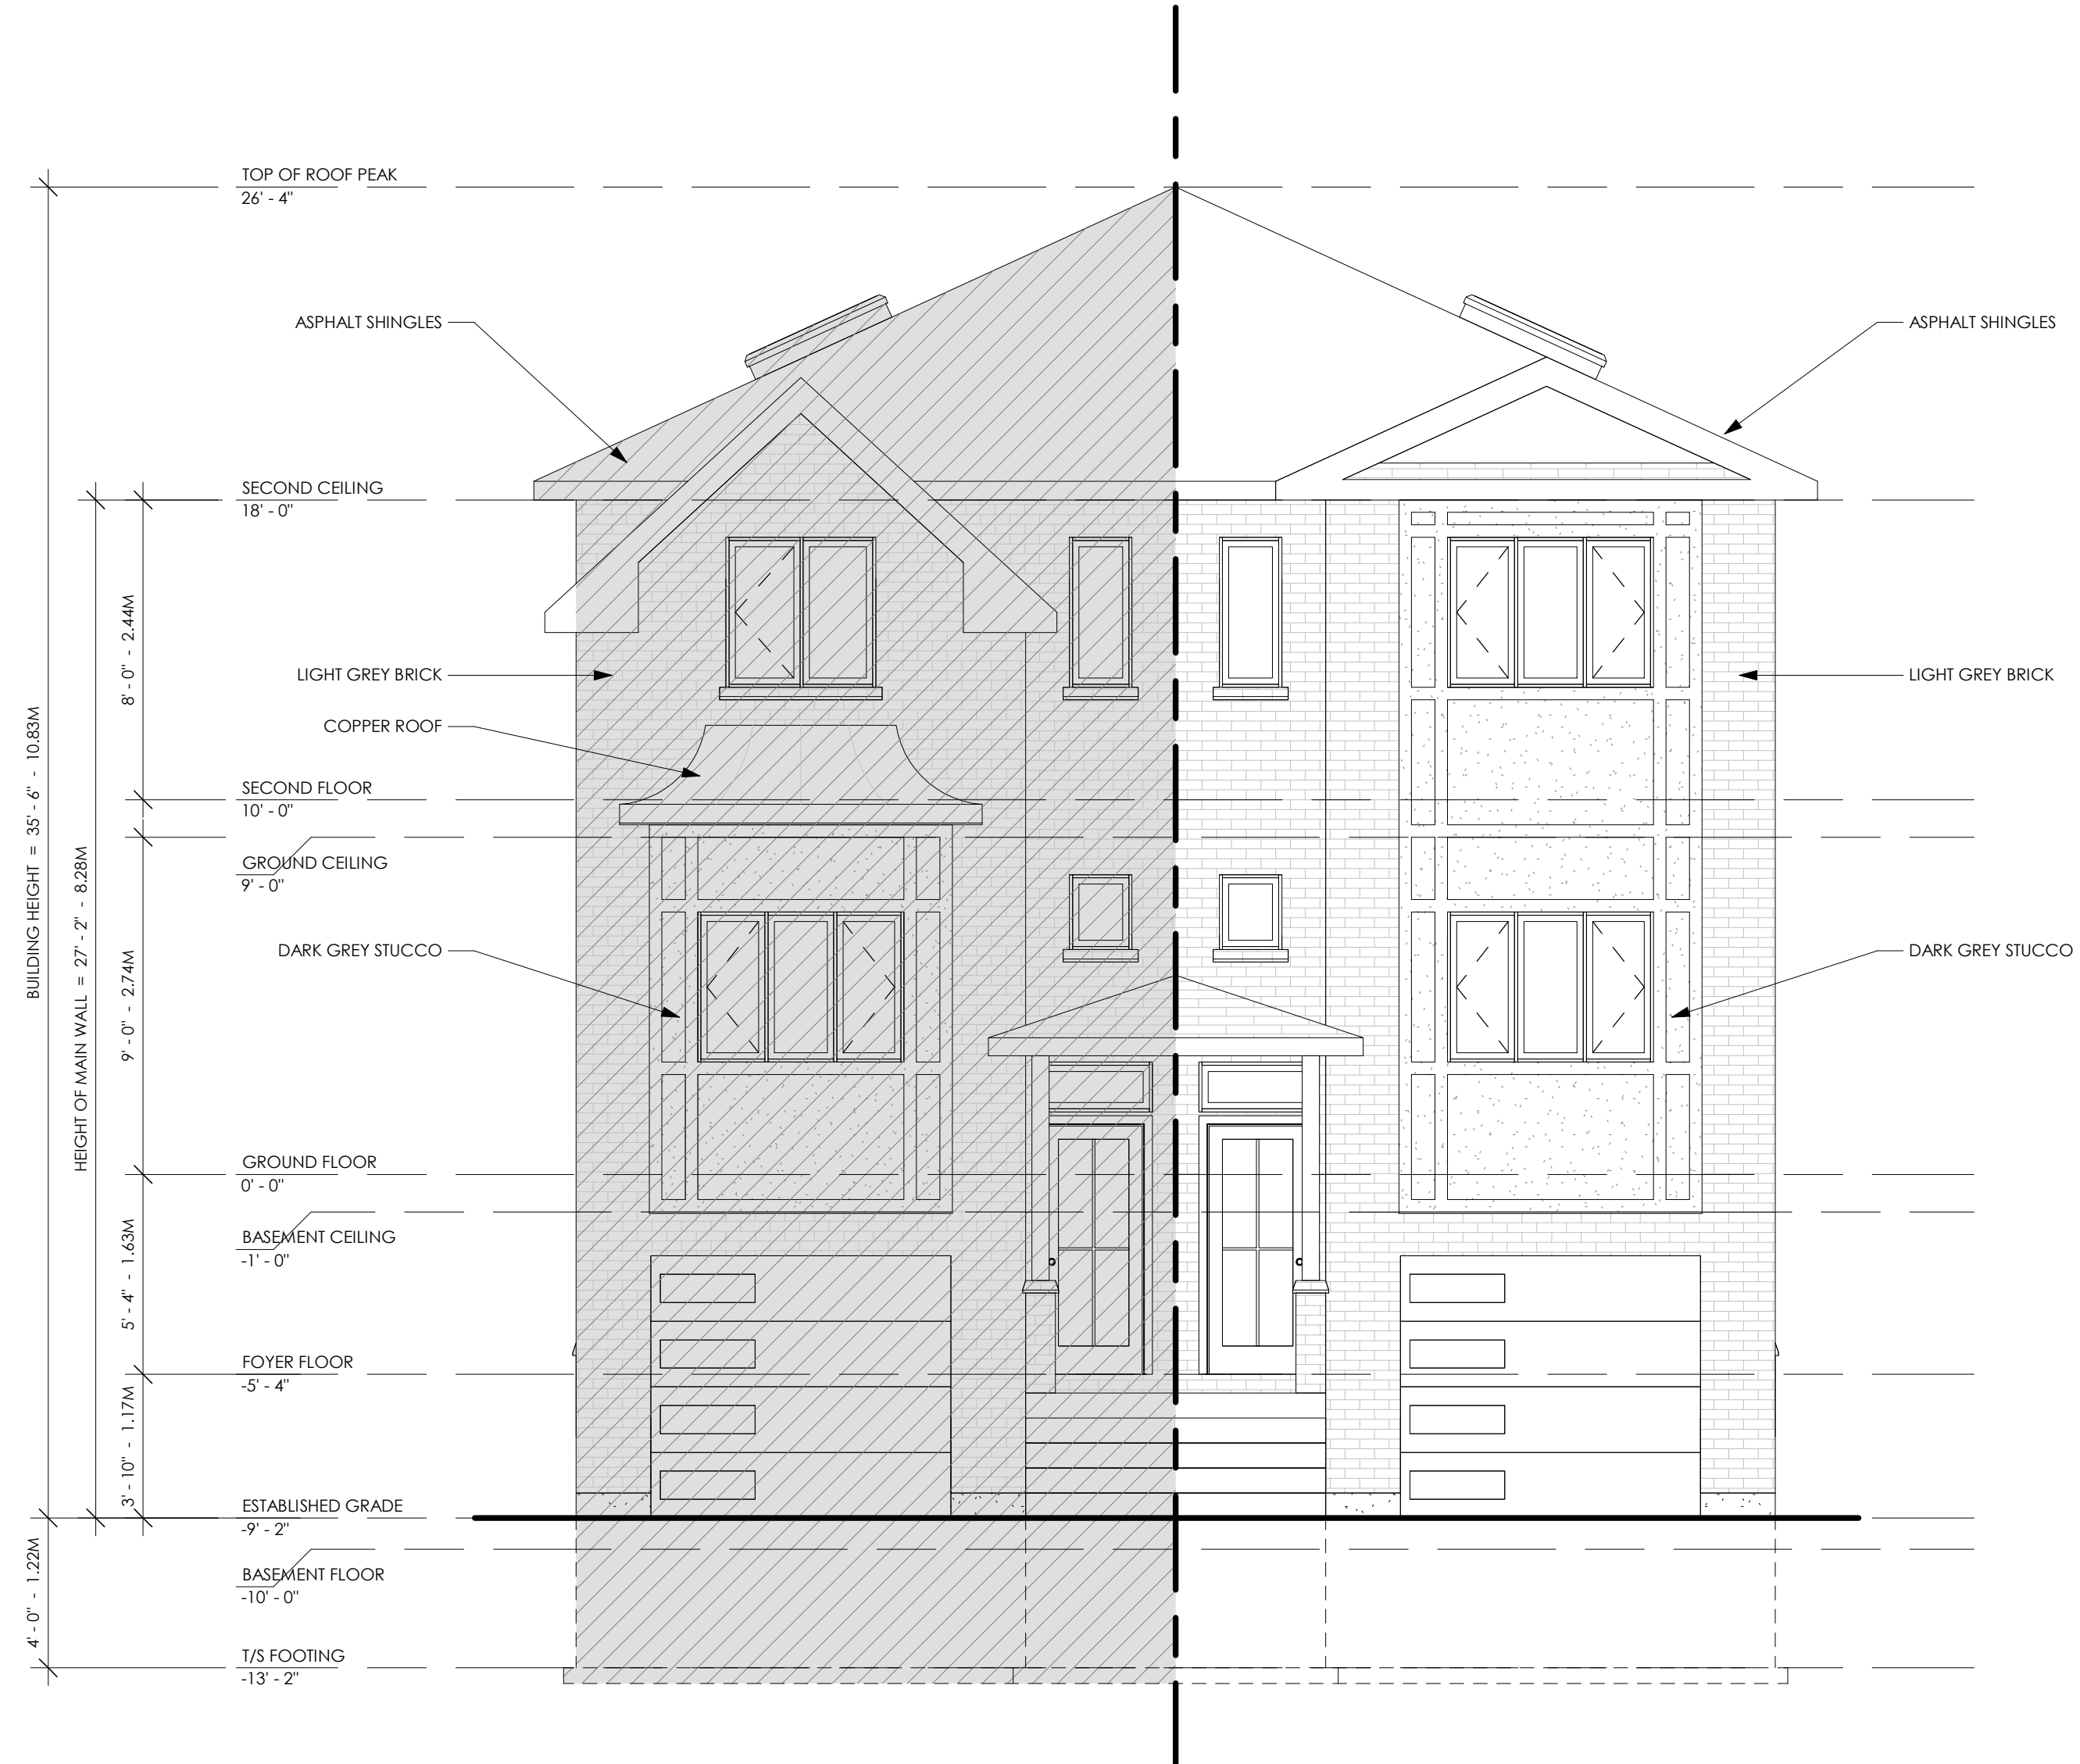 TOP OF ROOF PEAK
26' - 4"
ASPHALT SHINGLES
ASPHALT SHINGLES
SECOND CEILING
18' - 0"
LIGHT GREY BRICK
LIGHT GREY BRICK
COPPER ROOF
SECOND FLOOR
10' - 0"
GROUND CEILING
9' - 0"
DARK GREY STUCCO
DARK GREY STUCCO
GROUND FLOOR
0' - 0"
BASEMENT CEILING
-1' - 0"
FOYER FLOOR
-5' - 4"
ESTABLISHED GRADE
-9' - 2"
BASEMENT FLOOR
-10' - 0"
T/S FOOTING
-13' - 2"
BUILDING HEIGHT = 35' - 6" - 10.83M
HEIGHT OF MAIN WALL = 27' - 2" - 8.28M
8' - 0" - 2.44M
9' - 0" - 2.74M
5' - 4" - 1.63M
3' - 10" - 1.17M
4' - 0" - 1.22M